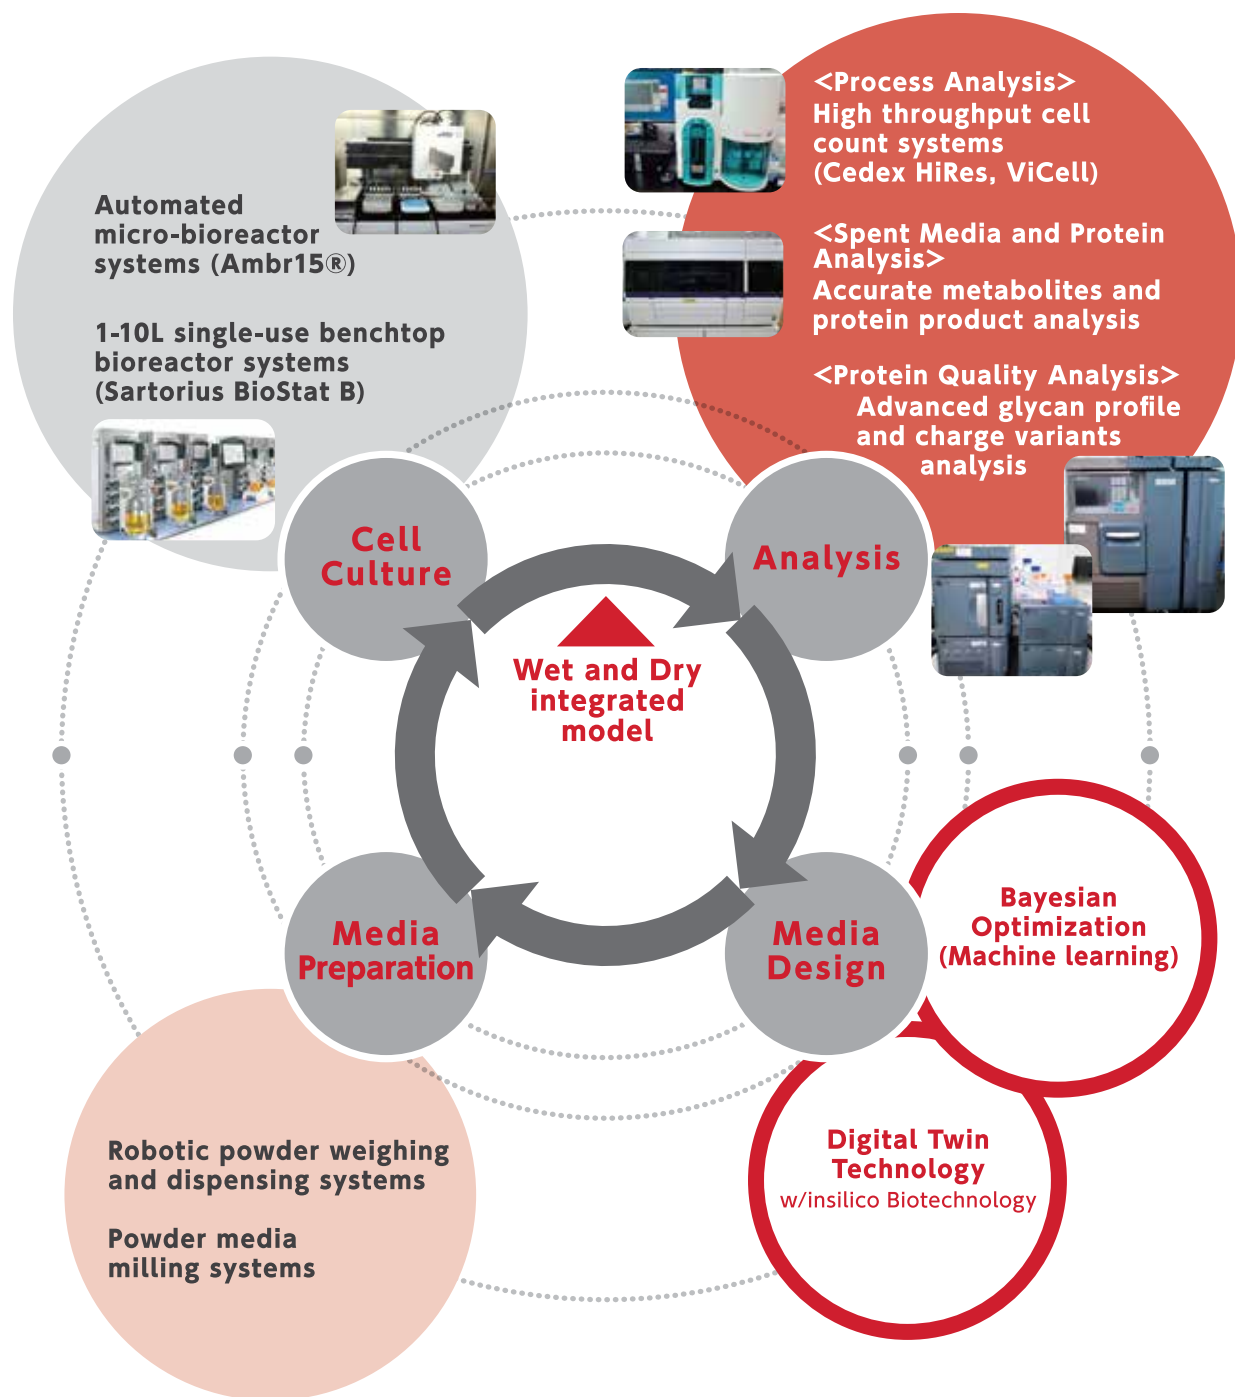 Automated
micro-bioreactor
systems (Ambr15®)
1-10L single-use benchtop
bioreactor systems
(Sartorius BioStat B)
<Process Analysis>
High throughput cell
count systems
(Cedex HiRes, ViCell)
<Spent Media and Protein
Analysis>
Accurate metabolites and
protein product analysis
<Protein Quality Analysis>
Advanced glycan profile
and charge variants
analysis
Cell
Culture
Analysis
Wet and Dry
integrated
model
Media
Preparation
Media
Design
Bayesian
Optimization
(Machine learning)
Digital Twin
Technology
w/insilico Biotechnology
Robotic powder weighing
and dispensing systems
Powder media
milling systems